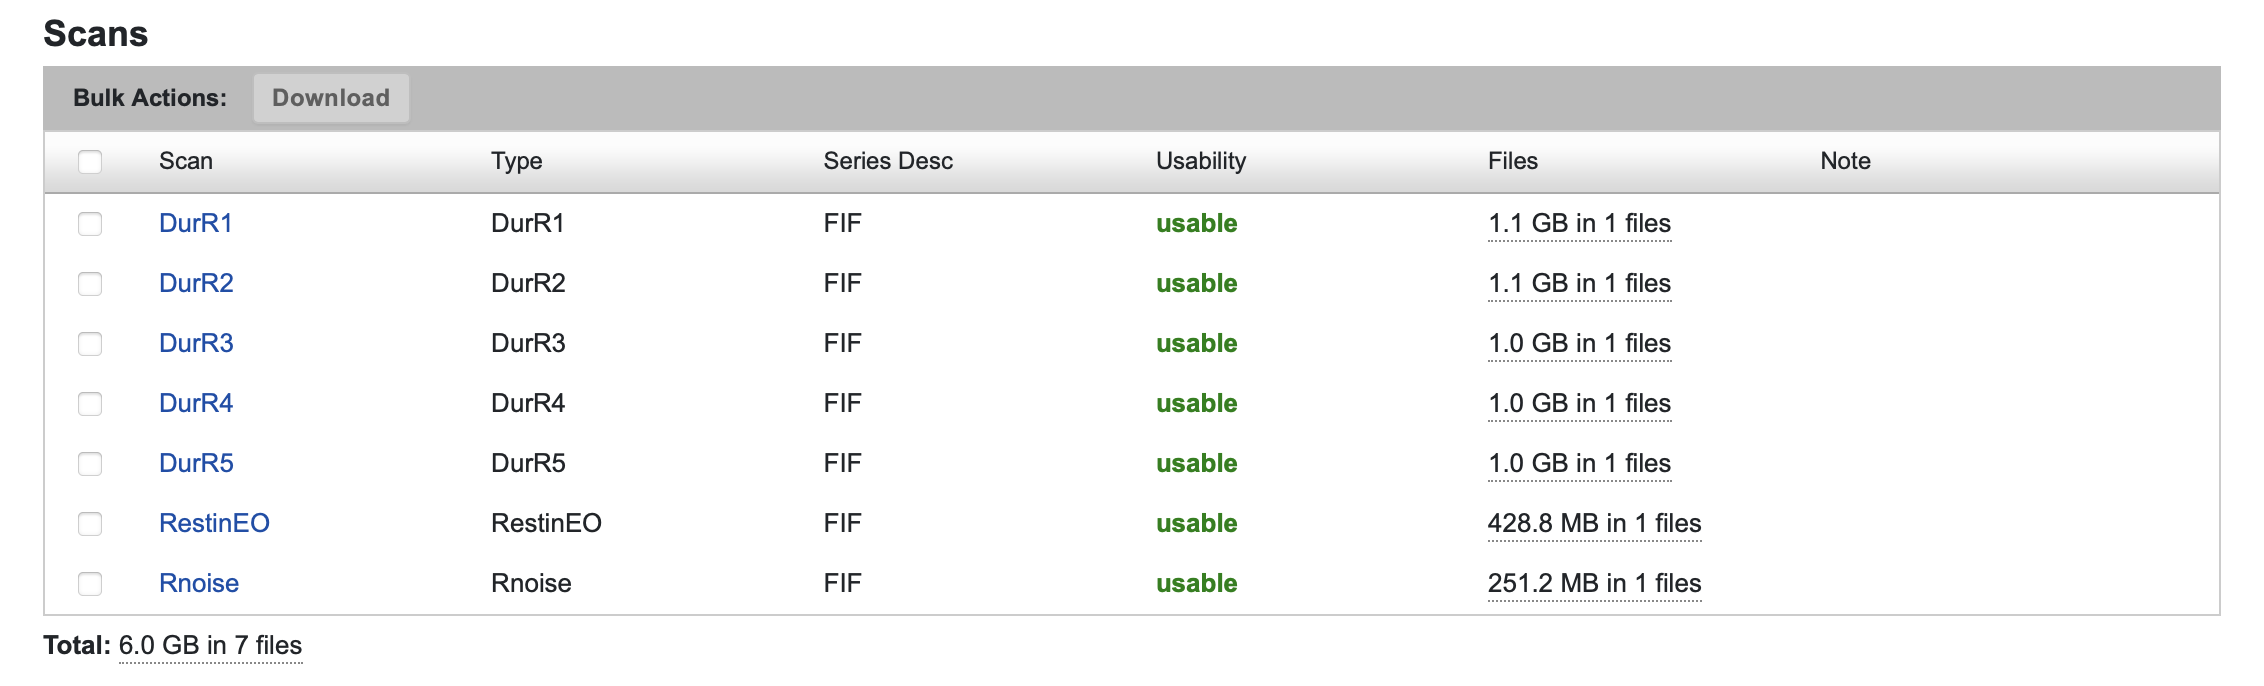 Scans
Bulk Actions: Download
Scan Type Series Desc Usability Files Note
DurR1 DurR1 FIF usable 1.1 GB in 1 files
DurR2 DurR2 FIF usable 1.1 GB in 1 files
DurR3 DurR3 FIF usable 1.0 GB in 1 files
DurR4 DurR4 FIF usable 1.0 GB in 1 files
DurR5 DurR5 FIF usable 1.0 GB in 1 files
RestinEO RestinEO FIF usable 428.8 MB in 1 files
Rnoise Rnoise FIF usable 251.2 MB in 1 files
Total: 6.0 GB in 7 files